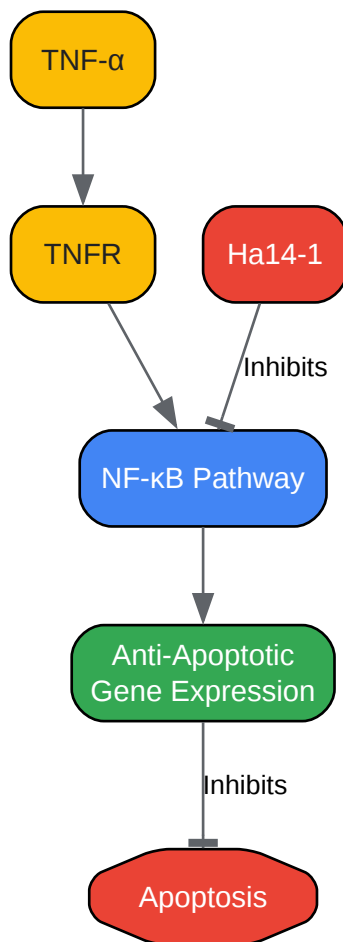 TNF-α
TNFR
Ha14-1
Inhibits
NF-κB Pathway
Anti-Apoptotic
Gene Expression
Inhibits
Apoptosis